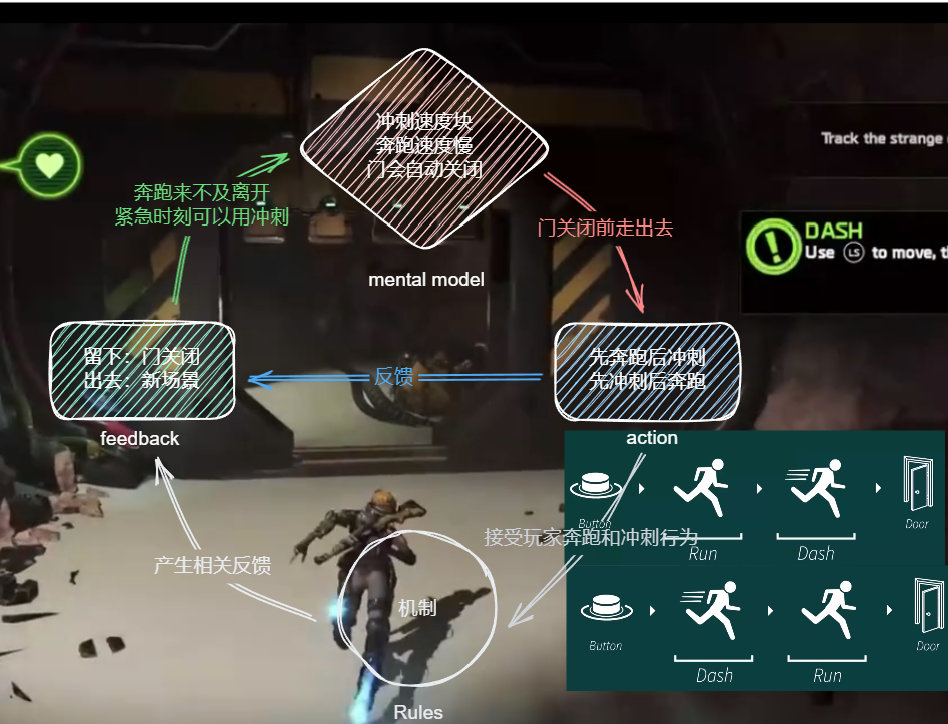 冲刺速度块
奔跑速度慢
门会自动关闭
mental model
Track the strange
DASH
Use LS to move, t
奔跑来不及离开
紧急时刻可以用冲刺
门关闭前走出去
留下：门关闭
出去：新场景
feedback
反馈
先奔跑后冲刺
先冲刺后奔跑
action
Button
Run
Dash
Door
接受玩家奔跑和冲刺行为
产生相关反馈
机制
Rules
Button
Dash
Run
Door